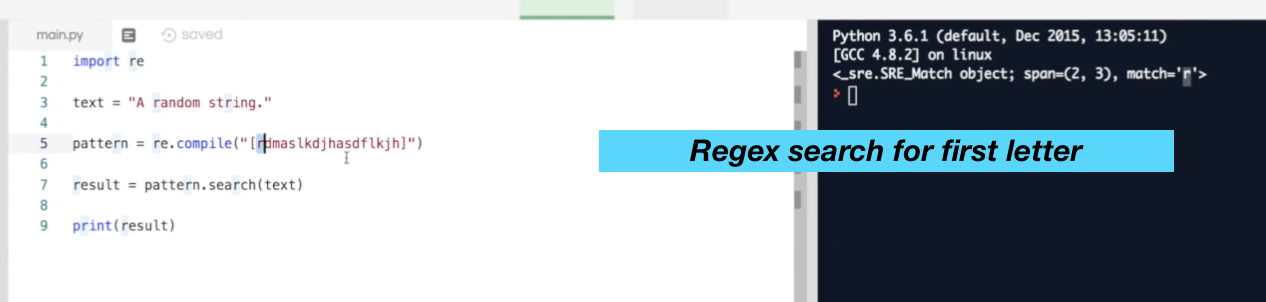 main.py saved
1 import re
2
3 text = "A random string."
4
5 pattern = re.compile("[rdmaslkdjhasdflkjh]")
6
7 result = pattern.search(text)
8
9 print(result)
Python 3.6.1 (default, Dec 2015, 13:05:11)
[GCC 4.8.2] on linux
<_sre.SRE_Match object; span=(2, 3), match='r'>
Regex search for first letter